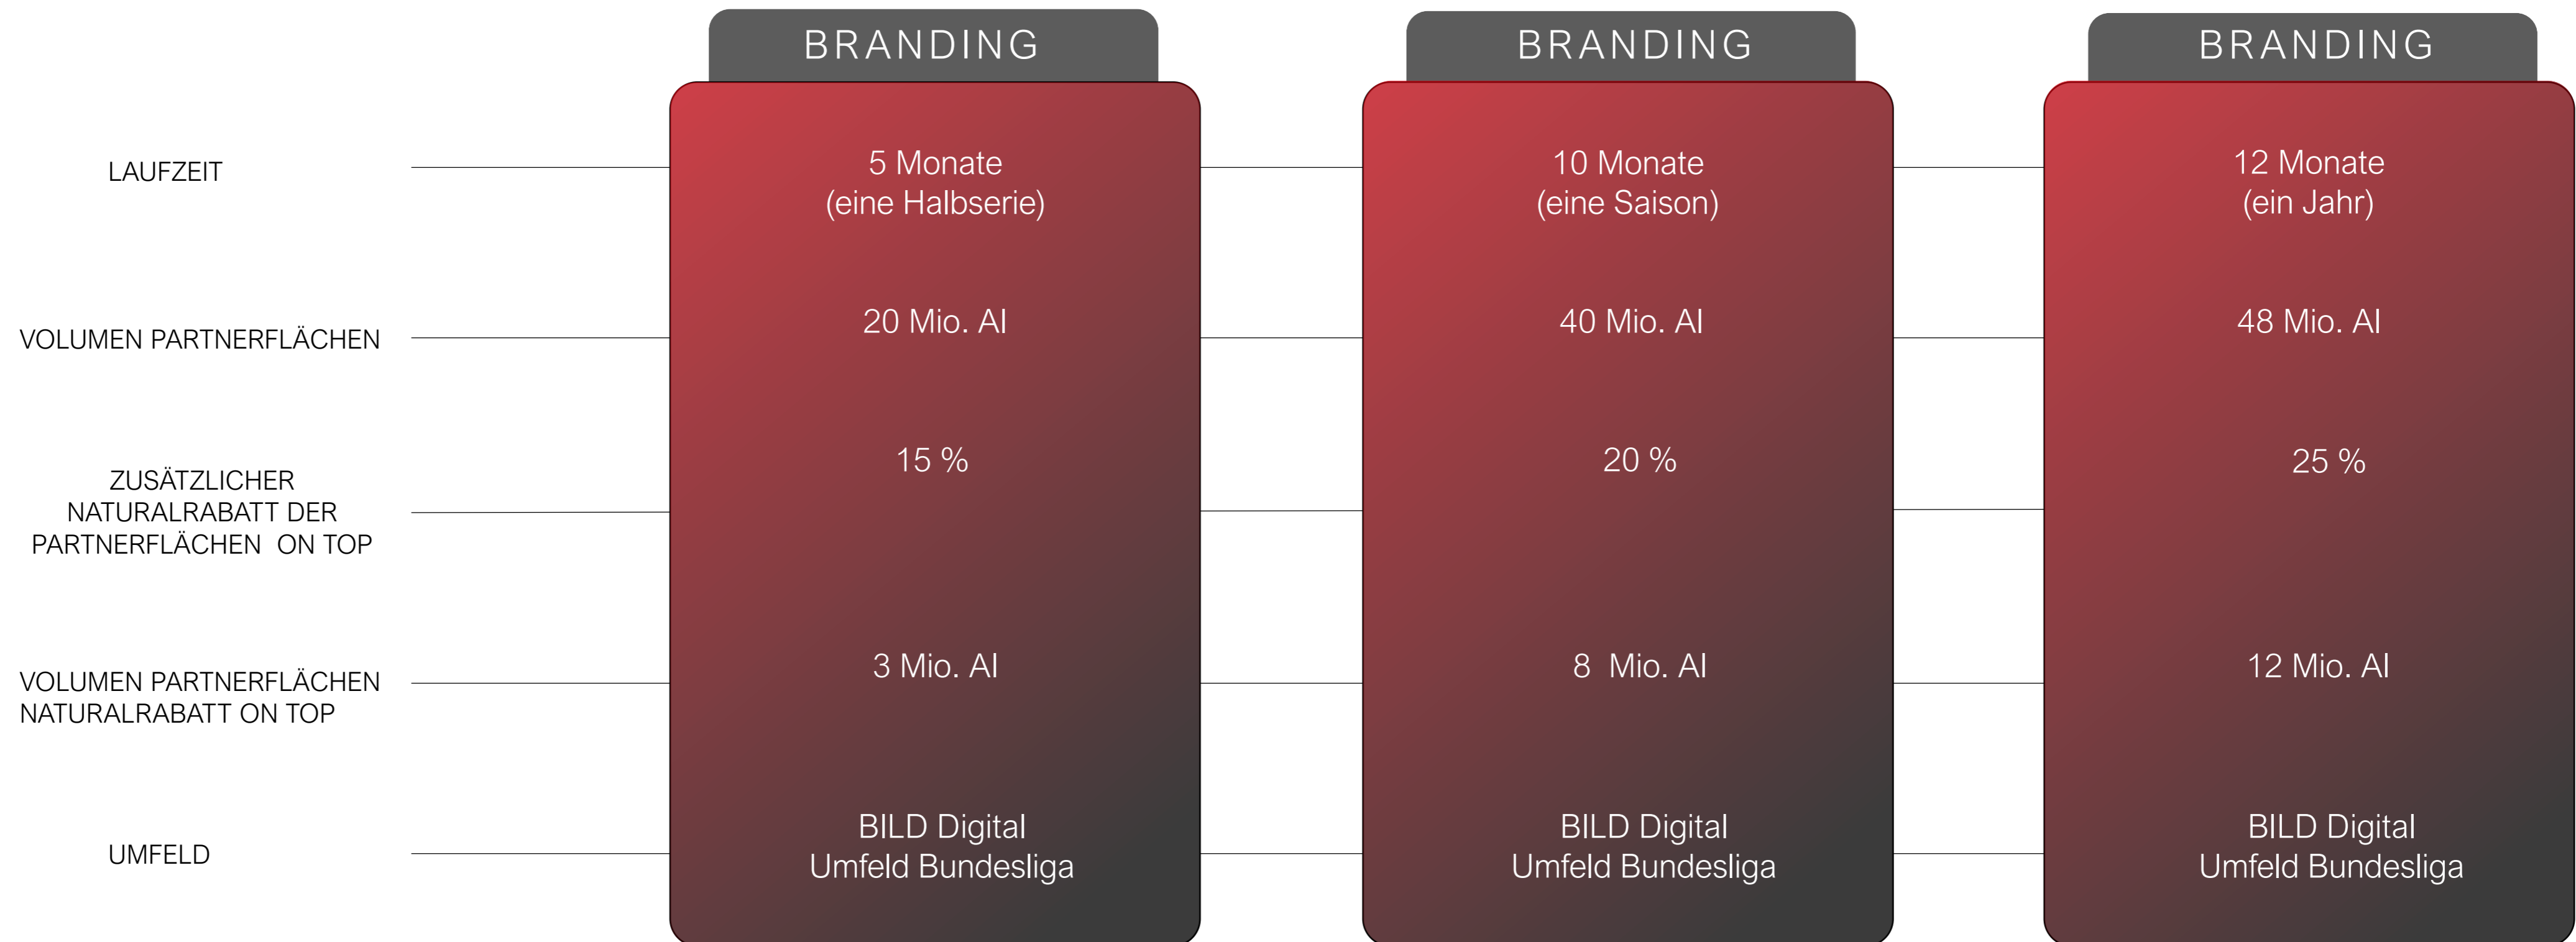 BRANDING
BRANDING
BRANDING
LAUFZEIT
5 Monate
(eine Halbserie)
10 Monate
(eine Saison)
12 Monate
(ein Jahr)
VOLUMEN PARTNERFLÄCHEN
20 Mio. AI
40 Mio. AI
48 Mio. AI
ZUSÄTZLICHER
NATURALRABATT DER
PARTNERFLÄCHEN ON TOP
15 %
20 %
25 %
VOLUMEN PARTNERFLÄCHEN
NATURALRABATT ON TOP
3 Mio. AI
8 Mio. AI
12 Mio. AI
UMFELD
BILD Digital
Umfeld Bundesliga
BILD Digital
Umfeld Bundesliga
BILD Digital
Umfeld Bundesliga